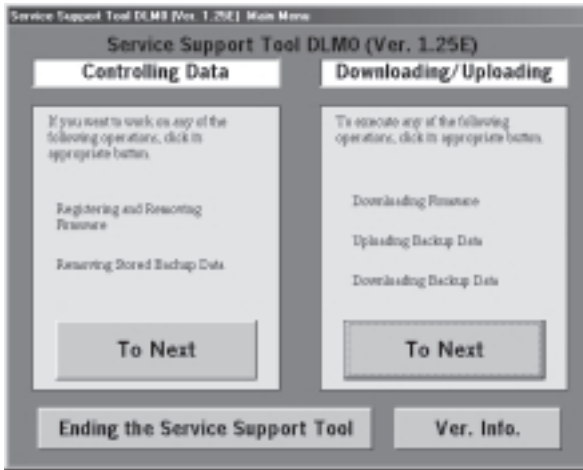 Service Support Tool DLM0 (Ver. 1.25E) Main Menu
Service Support Tool DLM0 (Ver. 1.25E)
Controlling Data
If you want to work on any of the
following operations, click its
appropriate button.
Registering and Removing
Firmware
Removing Stored Backup Data
To Next
Downloading/Uploading
To execute any of the following
operations, click its appropriate button.
Downloading Firmware
Uploading Backup Data
Downloading Backup Data
To Next
Ending the Service Support Tool
Ver. Info.